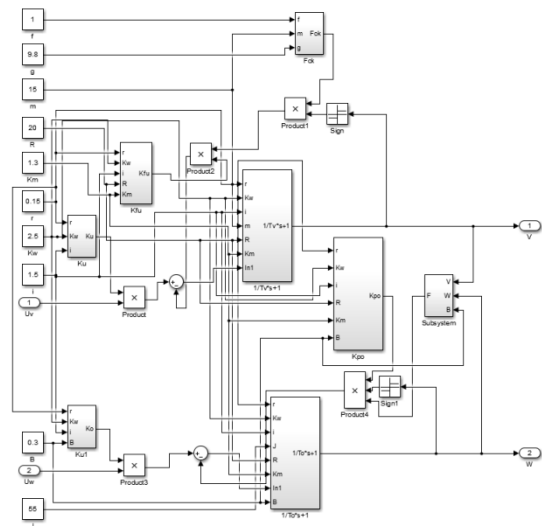 1
f
9.8
g
15
m
20
R
1.3
Km
0.15
r
2.5
Kw
1.5
i
1
Uv
0.3
B
2
Uw
55
f
m
g
Fok
Fok
Product1
Sign
Product2
r
Kw
i
R
Km
Kfu
Kfu
r
Kw
i
Ku
Ku
Product
r
Kw
i
m
R
Km
In1
1/Tv*s+1
1/Tv*s+1
r
Kw
i
R
Km
B
Kpo
Kpo
V
W
B
F
Subsystem
1
V
Product4
Sign1
r
Kw
i
B
Ko
Ku1
Product3
r
Kw
i
J
R
Km
In1
B
1/To*s+1
1/To*s+1
2
W